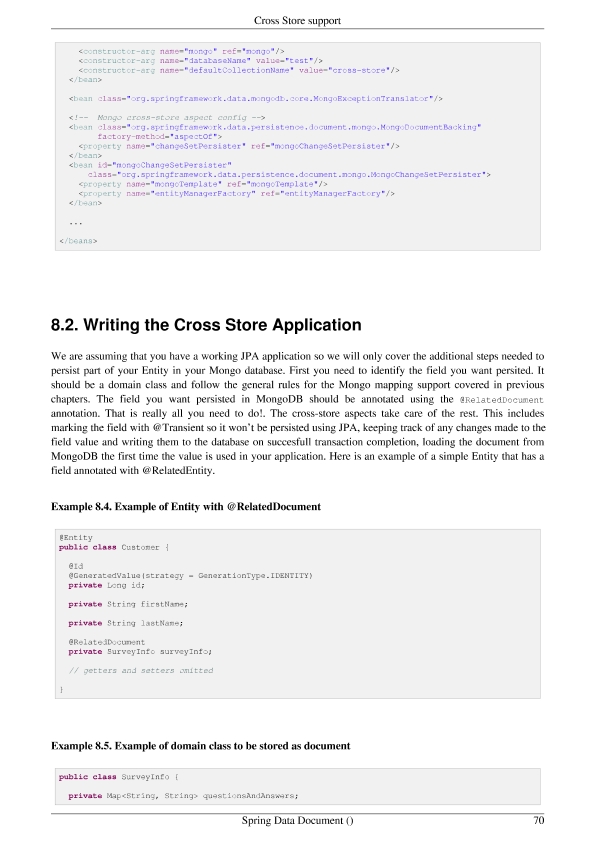 Cross Store support
<constructor-arg name="mongo" ref="mongo"/>
<constructor-arg name="databaseName" value="test"/>
<constructor-arg name="defaultCollectionName" value="cross-store"/>
</bean>
<bean class="org.springframework.data.mongodb.core.MongoExceptionTranslator"/>
<!-- Mongo cross-store aspect config -->
<bean class="org.springframework.data.persistence.document.mongo.MongoDocumentBacking"
factory-method="aspectOf">
<property name="changeSetPersister" ref="mongoChangeSetPersister"/>
</bean>
<bean id="mongoChangeSetPersister"
class="org.springframework.data.persistence.document.mongo.MongoChangeSetPersister">
<property name="mongoTemplate" ref="mongoTemplate"/>
<property name="entityManagerFactory" ref="entityManagerFactory"/>
</bean>
...
</beans>
8.2. Writing the Cross Store Application
We are assuming that you have a working JPA application so we will only cover the additional steps needed to
persist part of your Entity in your Mongo database. First you need to identify the field you want persited. It
should be a domain class and follow the general rules for the Mongo mapping support covered in previous
chapters. The field you want persisted in MongoDB should be annotated using the @RelatedDocument
annotation. That is really all you need to do!. The cross-store aspects take care of the rest. This includes
marking the field with @Transient so it won't be persisted using JPA, keeping track of any changes made to the
field value and writing them to the database on succesfull transaction completion, loading the document from
MongoDB the first time the value is used in your application. Here is an example of a simple Entity that has a
field annotated with @RelatedEntity.
Example 8.4. Example of Entity with @RelatedDocument
@Entity
public class Customer {
@Id
@GeneratedValue(strategy = GenerationType.IDENTITY)
private Long id;
private String firstName;
private String lastName;
@RelatedDocument
private SurveyInfo surveyInfo;
// getters and setters omitted
}
Example 8.5. Example of domain class to be stored as document
public class SurveyInfo {
private Map<String, String> questionsAndAnswers;
Spring Data Document () 70